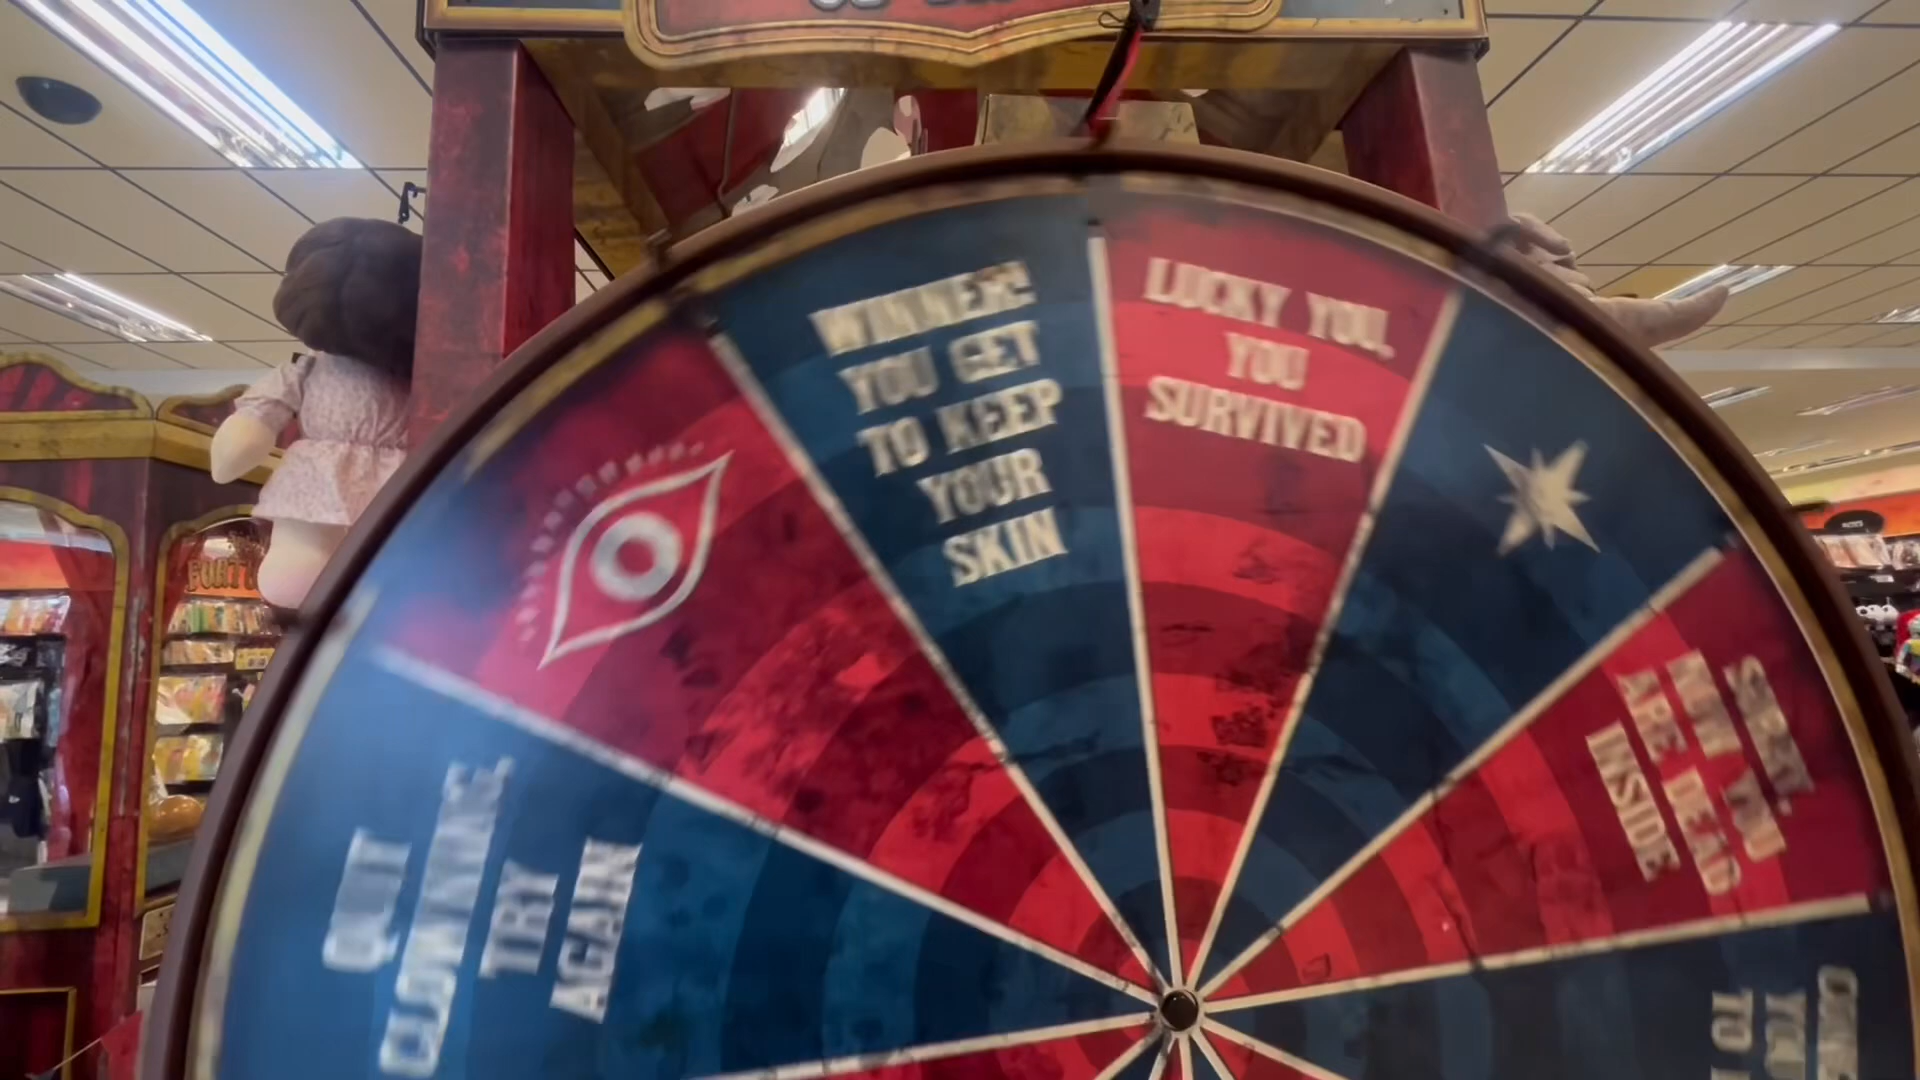 WINNER!
YOU GET
TO KEEP
YOUR
SKIN
LUCKY YOU,
YOU
SURVIVED
QUIT
CLOWNING,
TRY
AGAIN
NOW YOU
ARE DEAD
INSIDE